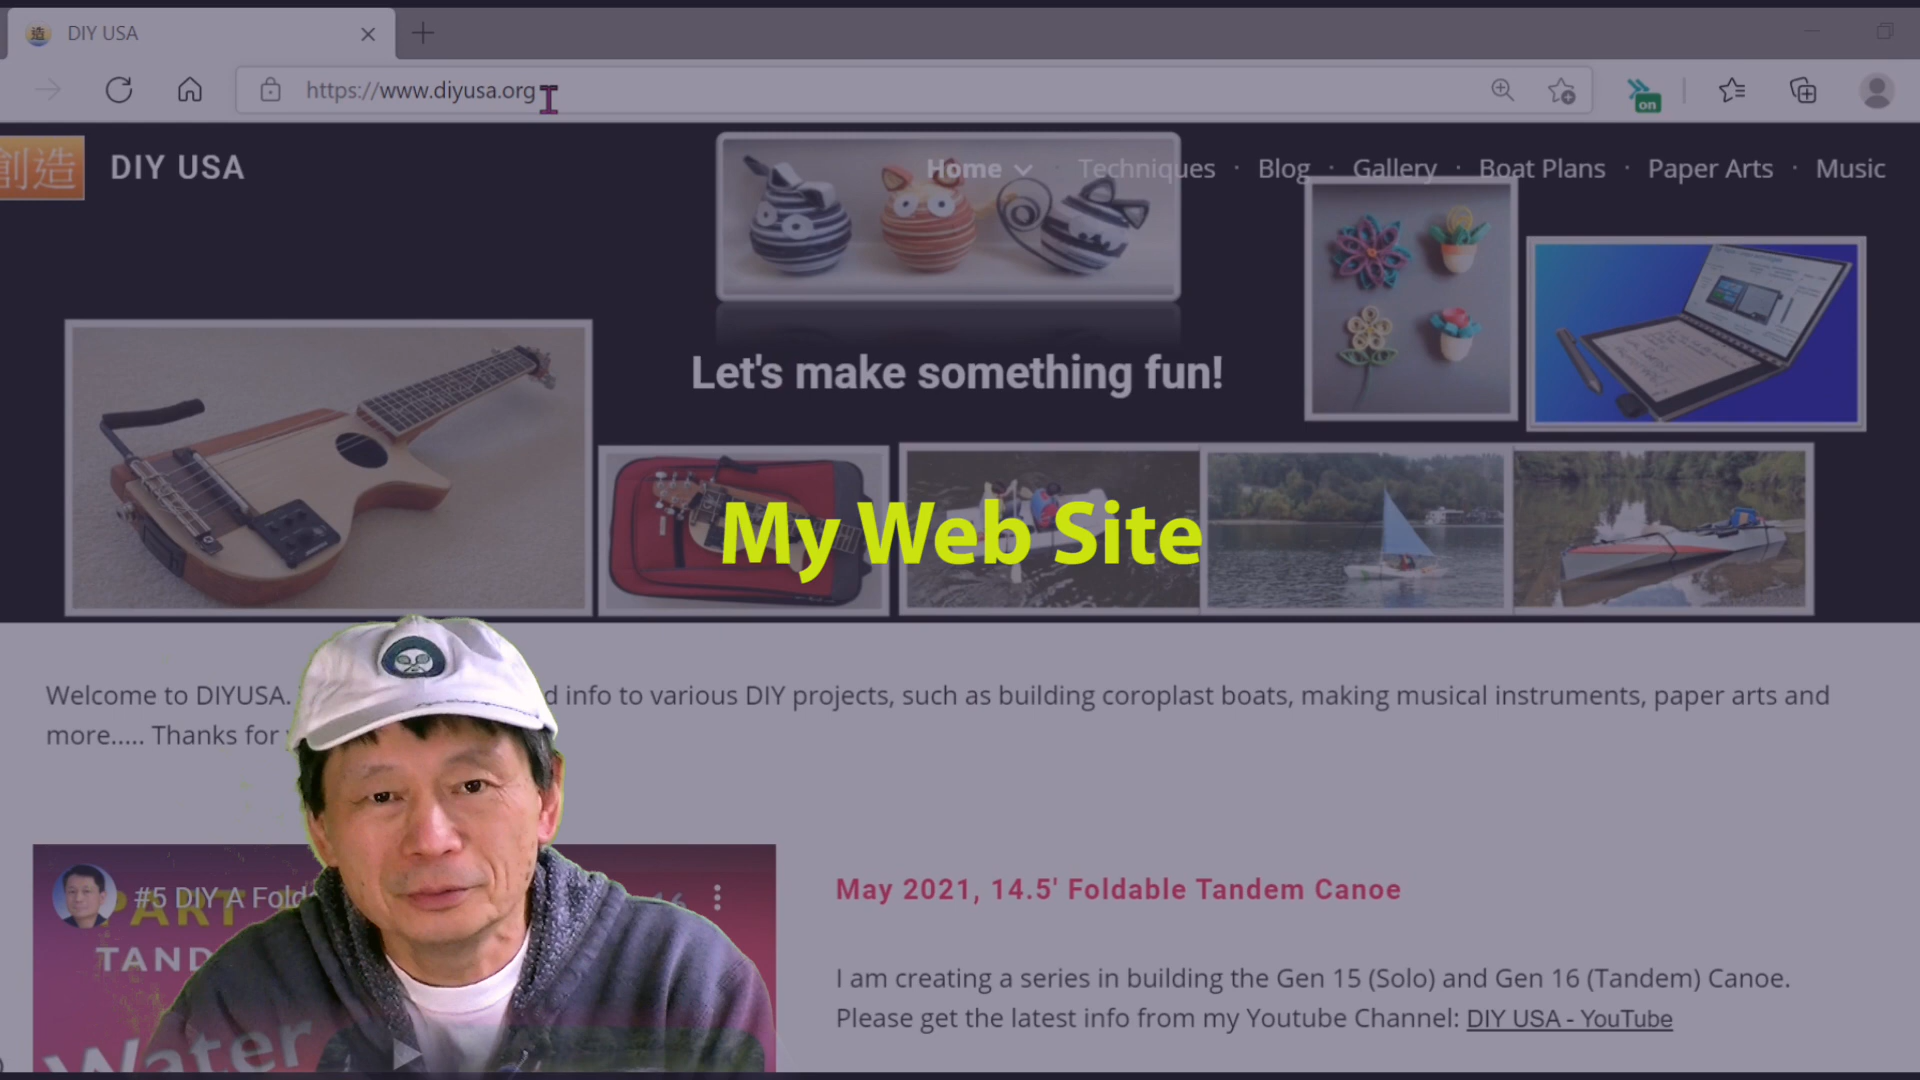 DIY USA
https://www.diyusa.org
on
創造
DIY USA
Home · Techniques · Blog · Gallery · Boat Plans · Paper Arts · Music
Let's make something fun!
My Web Site
Welcome to DIYUSA. d info to various DIY projects, such as building coroplast boats, making musical instruments, paper arts and
more..... Thanks for
#5 DIY A Fold
PART
TAND
Water
May 2021, 14.5' Foldable Tandem Canoe
I am creating a series in building the Gen 15 (Solo) and Gen 16 (Tandem) Canoe.
Please get the latest info from my Youtube Channel: DIY USA - YouTube